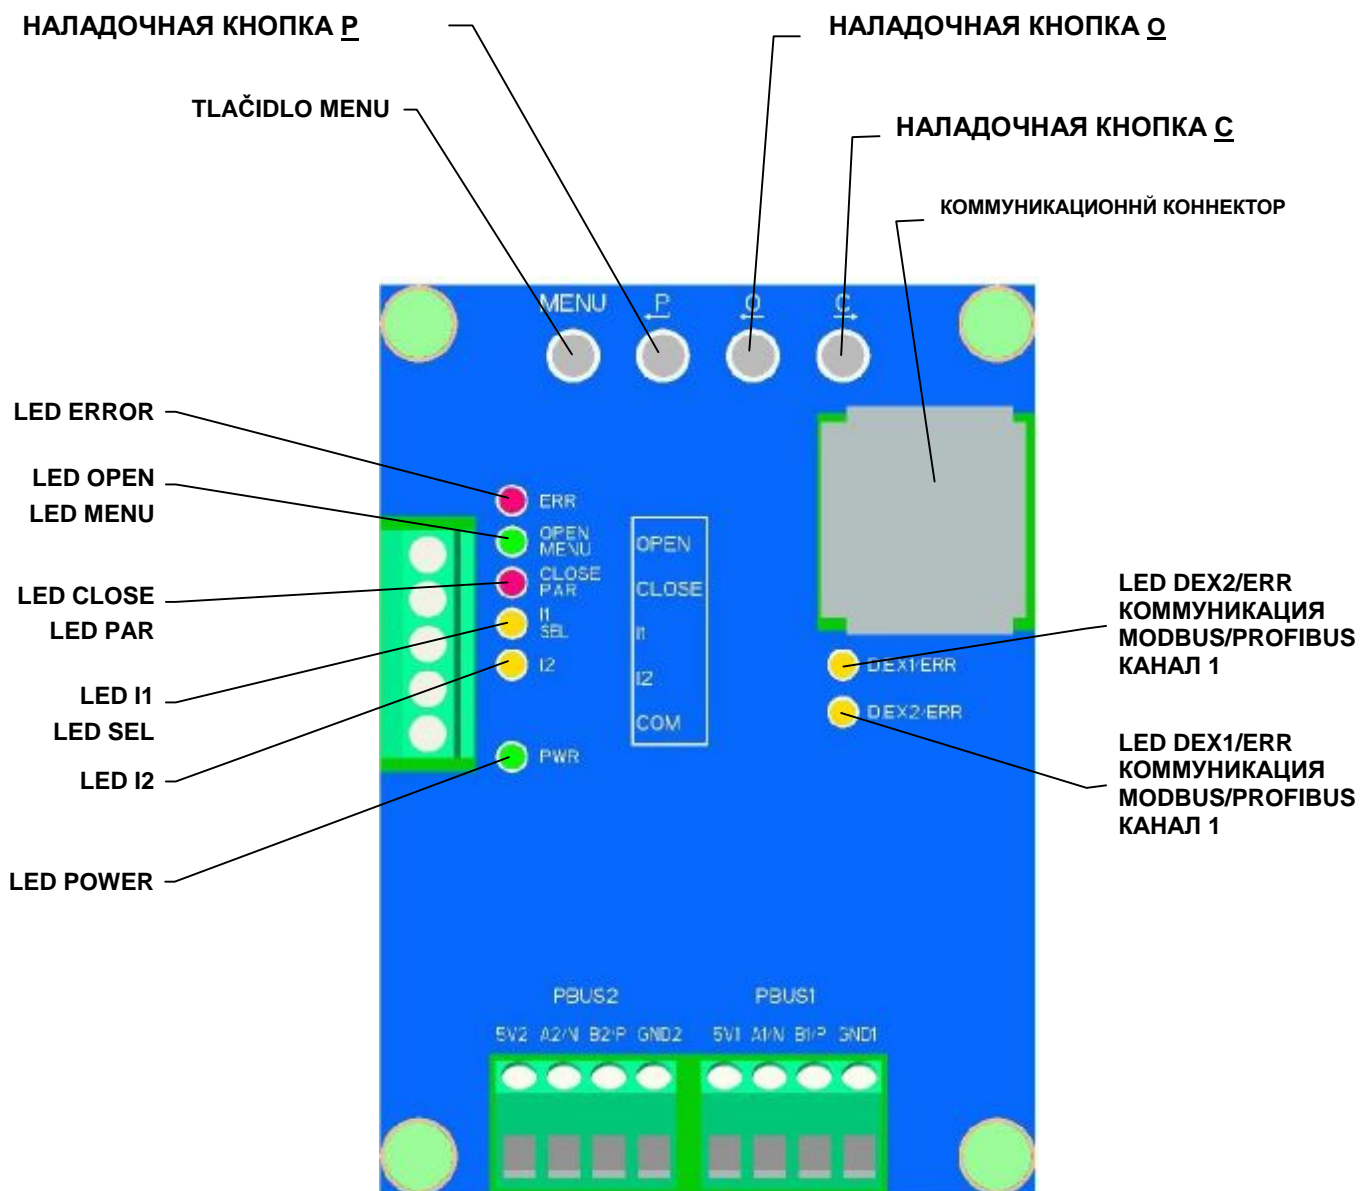 НАЛАДОЧНАЯ КНОПКА P
НАЛАДОЧНАЯ КНОПКА O
TLAČIDLO MENU
НАЛАДОЧНАЯ КНОПКА C
КОММУНИКАЦИОННЙ КОННЕКТОР
MENU P O C
LED ERROR
LED OPEN
LED MENU
LED CLOSE
LED PAR
LED I1
LED SEL
LED I2
LED POWER
ERR
OPEN
MENU
CLOSE
PAR
I1
SEL
I2
PWR
OPEN
CLOSE
I1
I2
COM
DEX1/ERR
DEX2/ERR
LED DEX2/ERR
КОММУНИКАЦИЯ
MODBUS/PROFIBUS
КАНАЛ 1
LED DEX1/ERR
КОММУНИКАЦИЯ
MODBUS/PROFIBUS
КАНАЛ 1
PBUS2 PBUS1
5V2 A2/N B2/P GND2 5V1 A1/N B1/P GND1